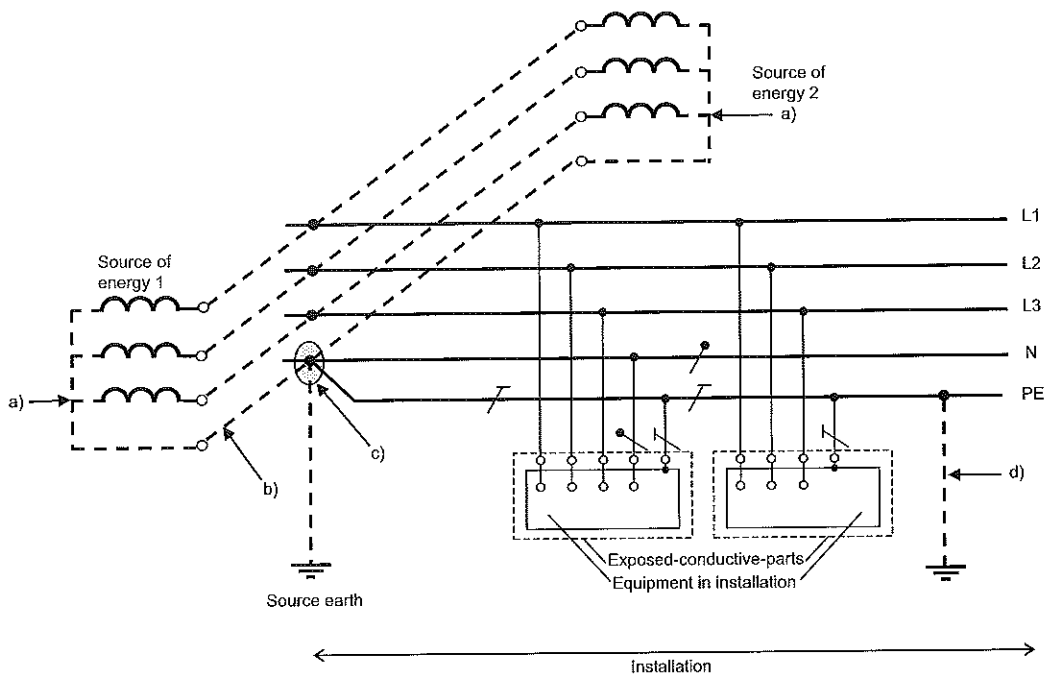 Source of
energy 2
a)
L1
L2
Source of
energy 1
L3
N
a)
PE
c)
b)
d)
Exposed-conductive-parts
Equipment in installation
Source earth
Installation